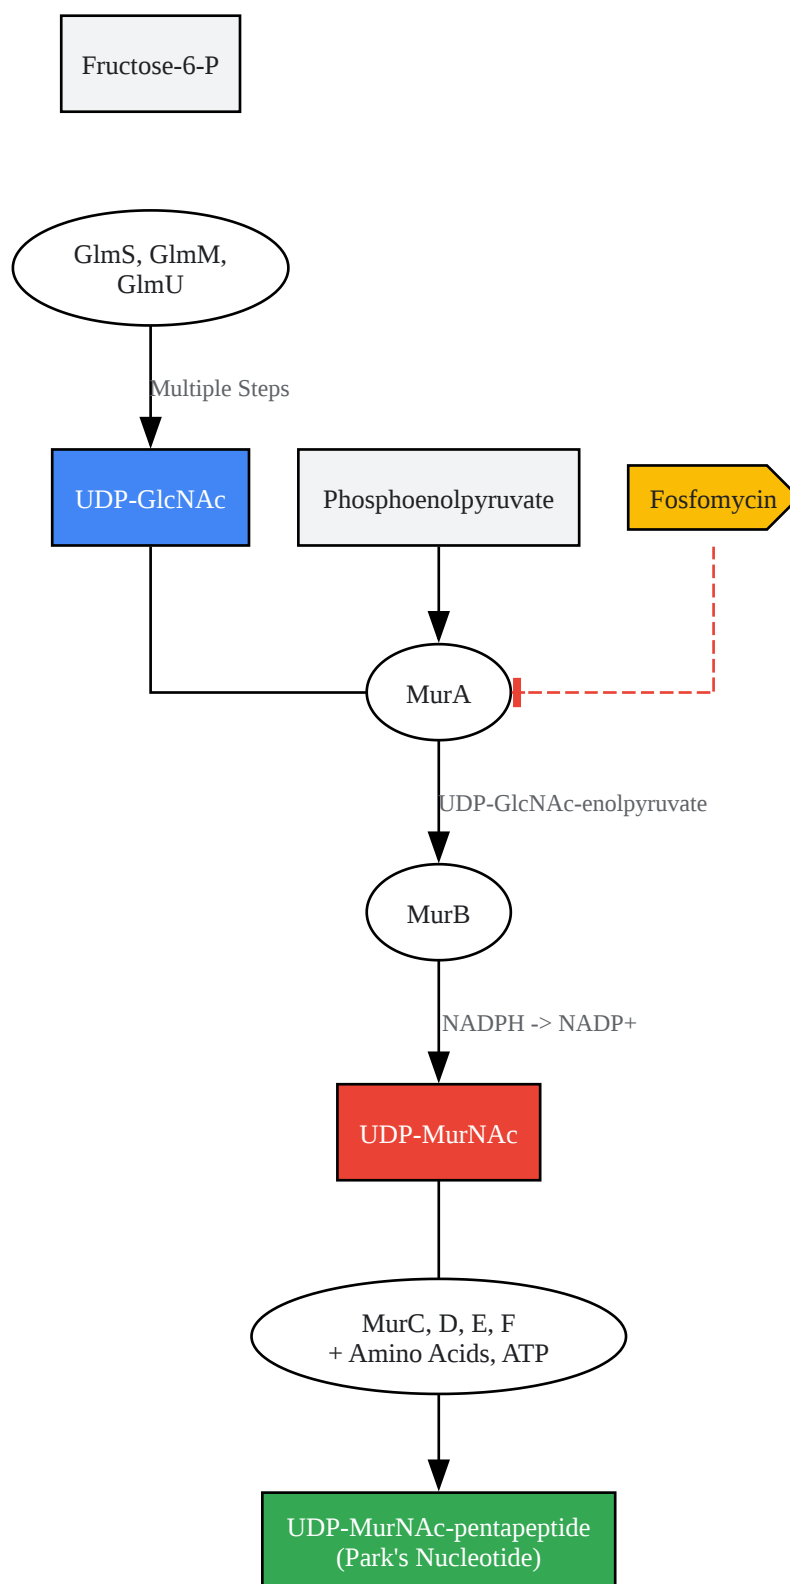 Fructose-6-P
GlmS, GlmM,
GlmU
Multiple Steps
UDP-GlcNAc
Phosphoenolpyruvate
Fosfomycin
MurA
UDP-GlcNAc-enolpyruvate
MurB
NADPH -> NADP+
UDP-MurNAc
MurC, D, E, F
+ Amino Acids, ATP
UDP-MurNAc-pentapeptide
(Park's Nucleotide)